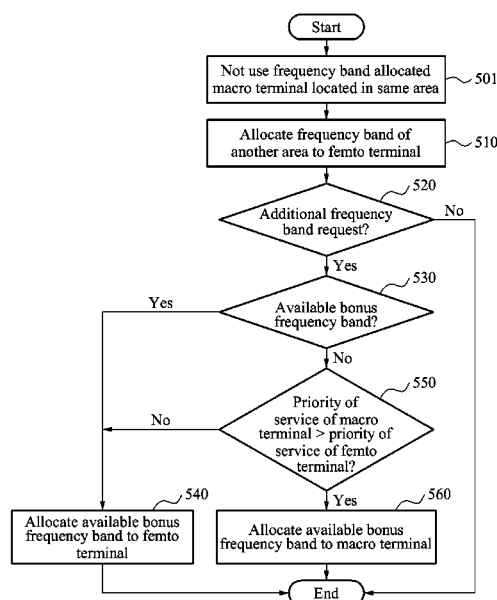 Start
Not use frequency band allocated
macro terminal located in same area
501
Allocate frequency band of
another area to femto terminal
510
520
Additional frequency
band request?
No
Yes
530
Available bonus
frequency band?
Yes
No
550
Priority of
service of macro
terminal > priority of
service of femto
terminal?
No
Yes
540
Allocate available bonus
frequency band to femto
terminal
560
Allocate available bonus
frequency band to macro terminal
End